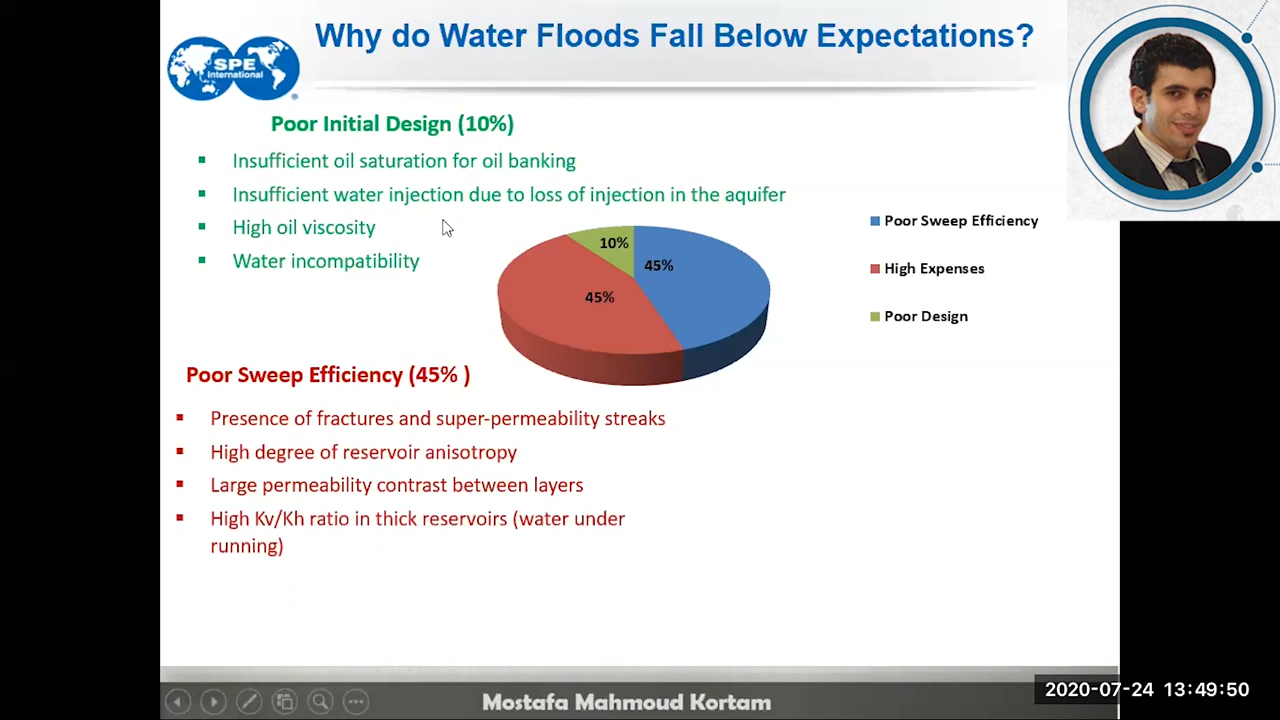 Why do Water Floods Fall Below Expectations?
SPE
International
®
Poor Initial Design (10%)
▪ Insufficient oil saturation for oil banking
▪ Insufficient water injection due to loss of injection in the aquifer
▪ High oil viscosity
▪ Water incompatibility
10%
45%
45%
Poor Sweep Efficiency
High Expenses
Poor Design
Poor Sweep Efficiency (45% )
▪ Presence of fractures and super-permeability streaks
▪ High degree of reservoir anisotropy
▪ Large permeability contrast between layers
▪ High Kv/Kh ratio in thick reservoirs (water under
running)
Mostafa Mahmoud Kortam
2020-07-24 13:49:50